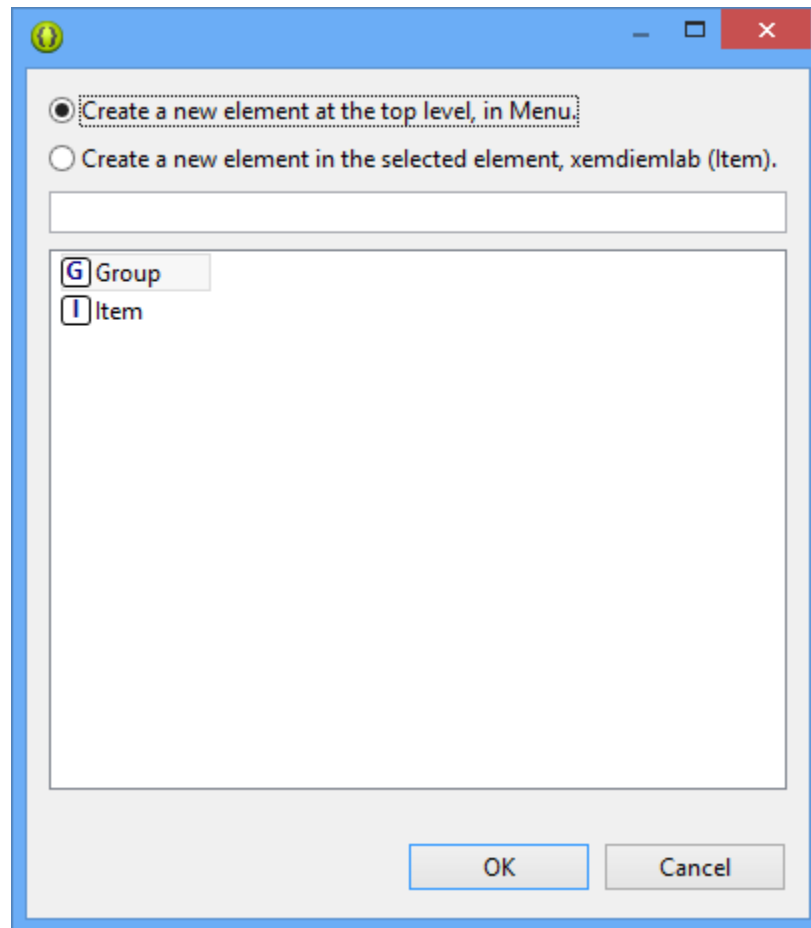 Create a new element at the top level, in Menu.
Create a new element in the selected element, xemdiemlab (Item).
G Group
I Item
OK Cancel